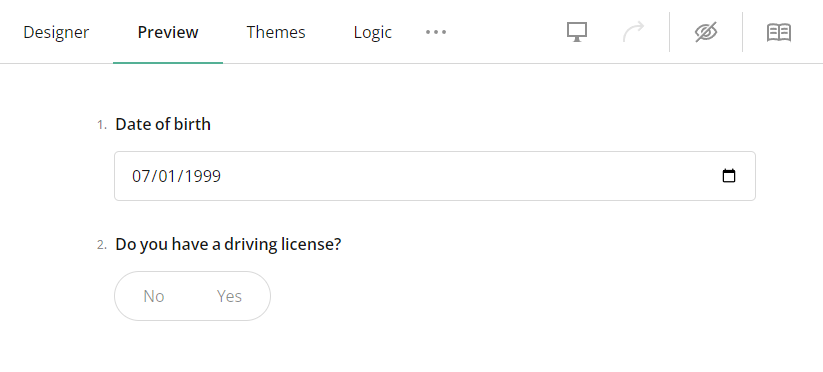 Designer Preview Themes Logic
1. Date of birth
07/01/1999
2. Do you have a driving license?
No Yes